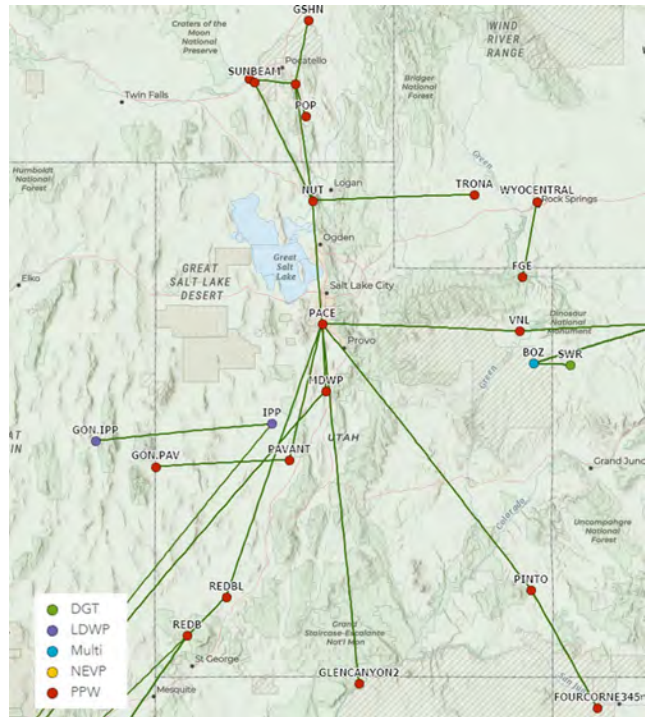 GSHN
Craters of the
Moon
National
Preserve
WIND
RIVER
RANGE
Pocatello
SUNBEAM
Bridger
National
Forest
Twin Falls
POP
Humboldt
National
Forest
Green
Logan
NUT
TRONA
WYOCENTRAL
Rock Springs
Ogden
GREAT
SALT LAKE
DESERT
Great
Salt
Lake
Elko
FGE
Salt Lake City
PACE
VNL
Dinosaur
National
Monument
Provo
BOZ
SWR
Green
MDWP
IPP
GON.IPP
UTAH
GON.PAV
PAVANT
Grand Junc
Colorado
Uncompahgre
National
Forest
REDBL
PINTO
DGT
LDWP
Multi
NEVP
PPW
REDB
Grand
Staircase-Escalante
Nat'l Mon
St George
GLENCANYON2
Mesquite
San Juan
FOURCORNE345